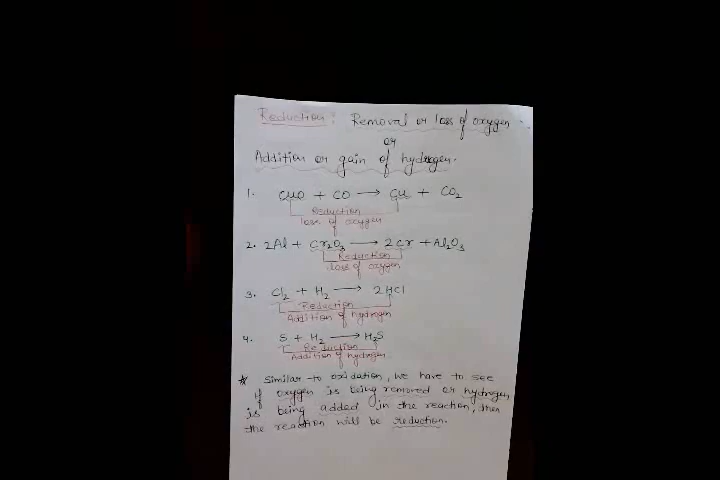 Reduction: Removal or loss of oxygen
or
Addition or gain of hydrogen.
1. CuO + CO → Cu + CO₂
Reduction
loss of oxygen
2. 2Al + Cr₂O₃ → 2Cr + Al₂O₃
Reduction
loss of oxygen
3. Cl₂ + H₂ → 2HCl
Reduction
Addition of hydrogen
4. S + H₂ → H₂S
Reduction
Addition of hydrogen
* Similar to oxidation, we have to see
if oxygen is being removed or hydrogen
is being added in the reaction, then
the reaction will be reduction.